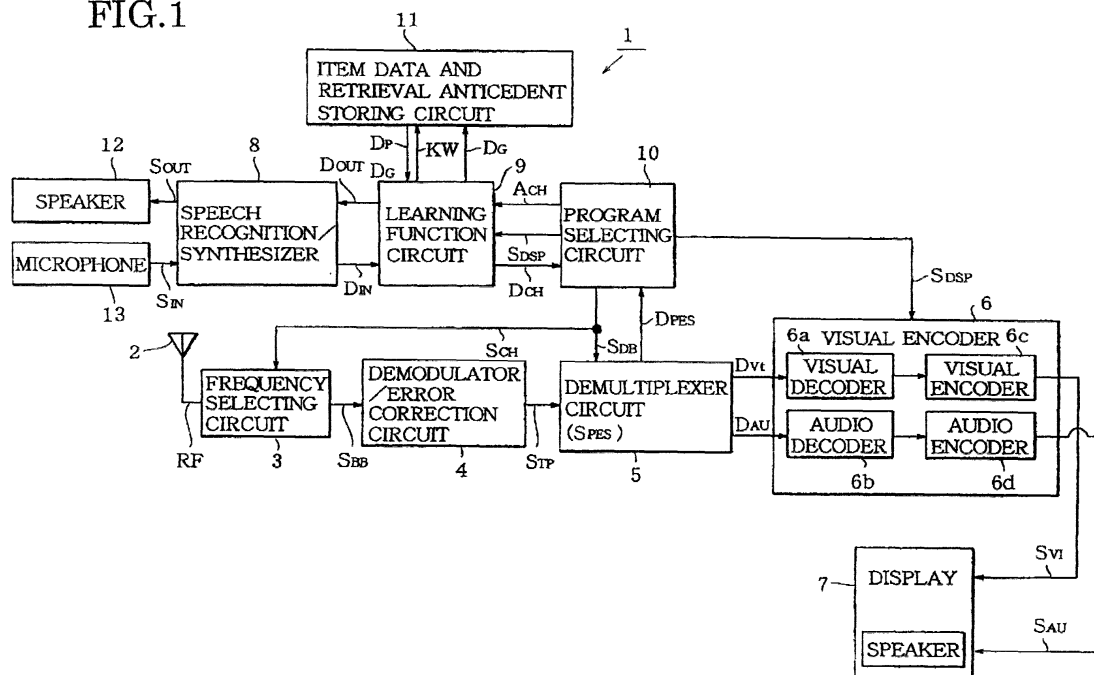 FIG.1
11
1
ITEM DATA AND
RETRIEVAL ANTICEDENT
STORING CIRCUIT
12
SOUT
8
DOUT
DP
DG
KW
DG
9
ACH
10
SPEAKER
SPEECH
RECOGNITION/
SYNTHESIZER
LEARNING
FUNCTION
CIRCUIT
PROGRAM
SELECTING
CIRCUIT
MICROPHONE
13
SIN
DIN
SDSP
DCH
SDSP
2
SCH
SDB
DPES
6
VISUAL ENCODER
6a
6c
FREQUENCY
SELECTING
CIRCUIT
DEMODULATOR
/ERROR
CORRECTION
CIRCUIT
DEMULTIPLEXER
CIRCUIT
(SPES)
DVt
VISUAL
DECODER
VISUAL
ENCODER
DAU
AUDIO
DECODER
AUDIO
ENCODER
RF
3
SBB
4
STP
5
6b
6d
7
DISPLAY
SVI
SPEAKER
SAU